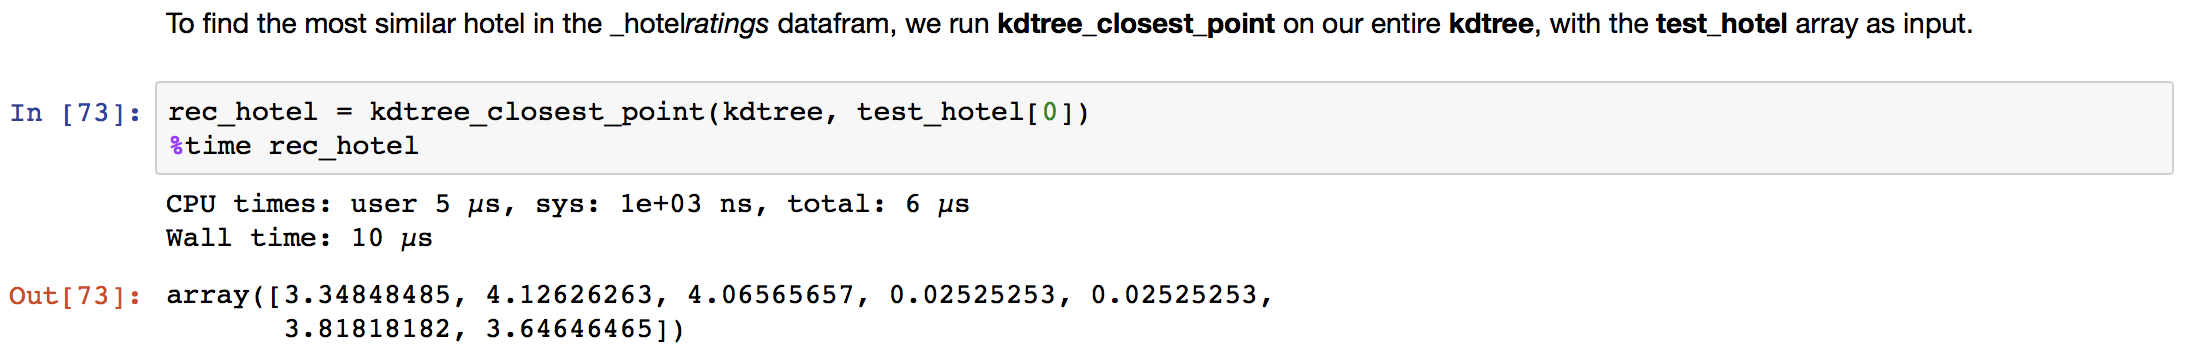 To find the most similar hotel in the _hotelratings datafram, we run kdtree_closest_point on our entire kdtree, with the test_hotel array as input.
In [73]: rec_hotel = kdtree_closest_point(kdtree, test_hotel[0])
%time rec_hotel
CPU times: user 5 µs, sys: 1e+03 ns, total: 6 µs
Wall time: 10 µs
Out[73]: array([3.34848485, 4.12626263, 4.06565657, 0.02525253, 0.02525253,
3.81818182, 3.64646465])